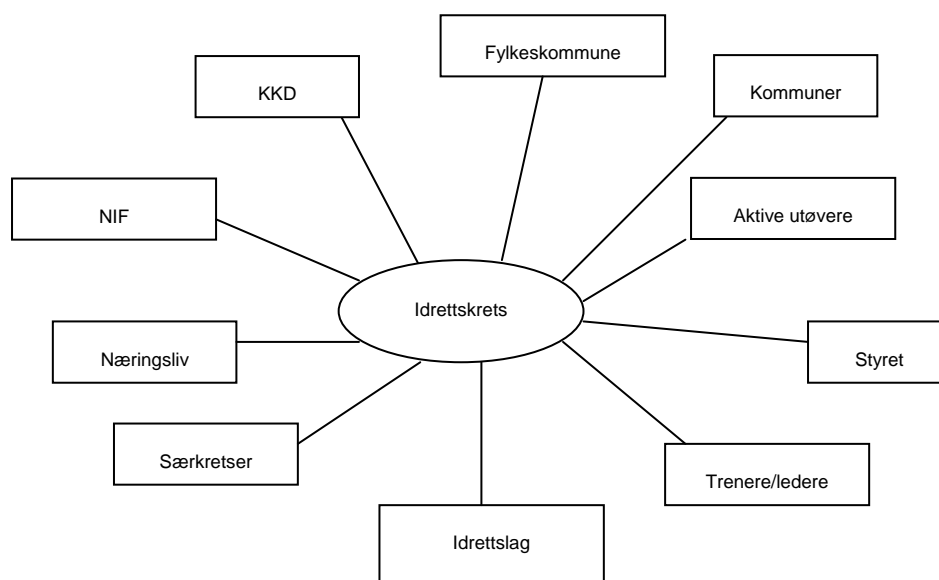 Fylkeskommune
KKD
Kommuner
NIF
Aktive utøvere
Idrettskrets
Næringsliv
Styret
Særkretser
Trenere/ledere
Idrettslag